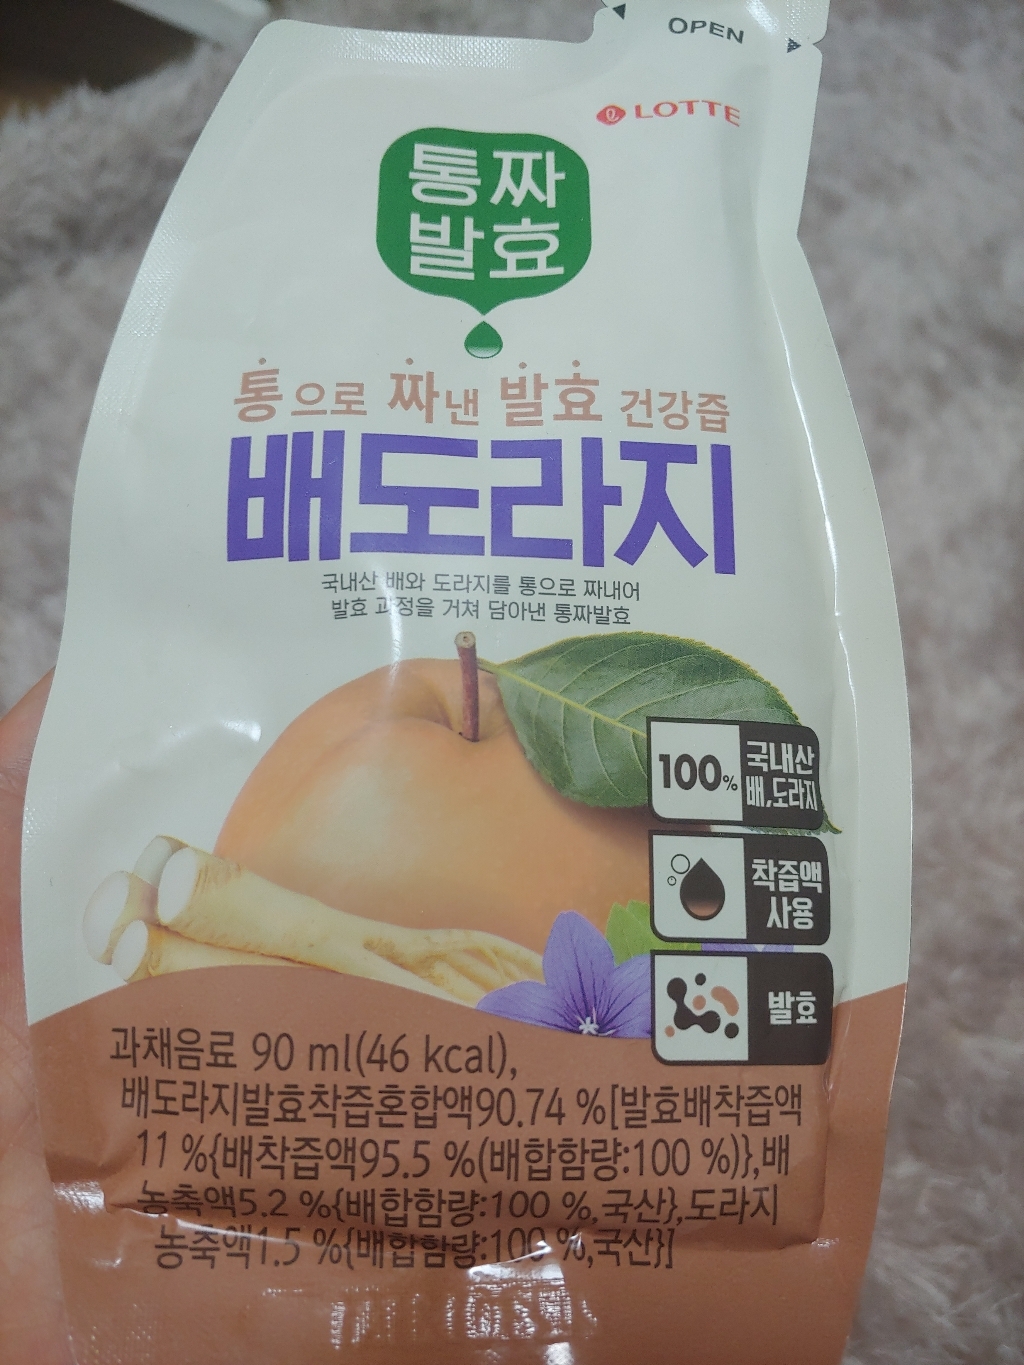 OPEN
LOTTE
통짜
발효
통으로 짜낸 발효 건강즙
배도라지
국내산 배와 도라지를 통으로 짜내어
발효 과정을 거쳐 담아낸 통짜발효
100% 국내산
배,도라지
착즙액
사용
발효
과채음료 90 ml(46 kcal),
배도라지발효착즙혼합액90.74 %[발효배착즙액
11 %{배착즙액95.5 %(배합함량:100 %)},배
농축액5.2 %{배합함량:100 %,국산},도라지
농축액1.5 %{배합함량:100 %,국산}]